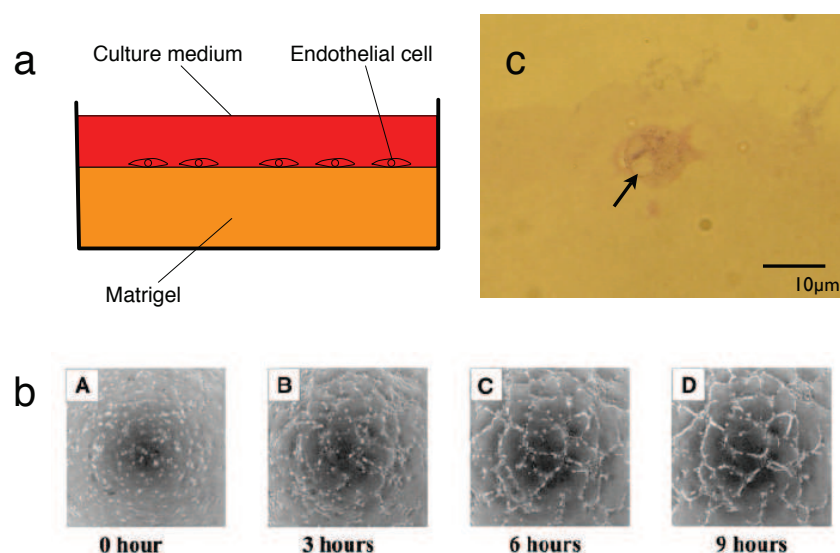 a
Culture medium
Endothelial cell
Matrigel
c
10μm
b
A
B
C
D
0 hour
3 hours
6 hours
9 hours